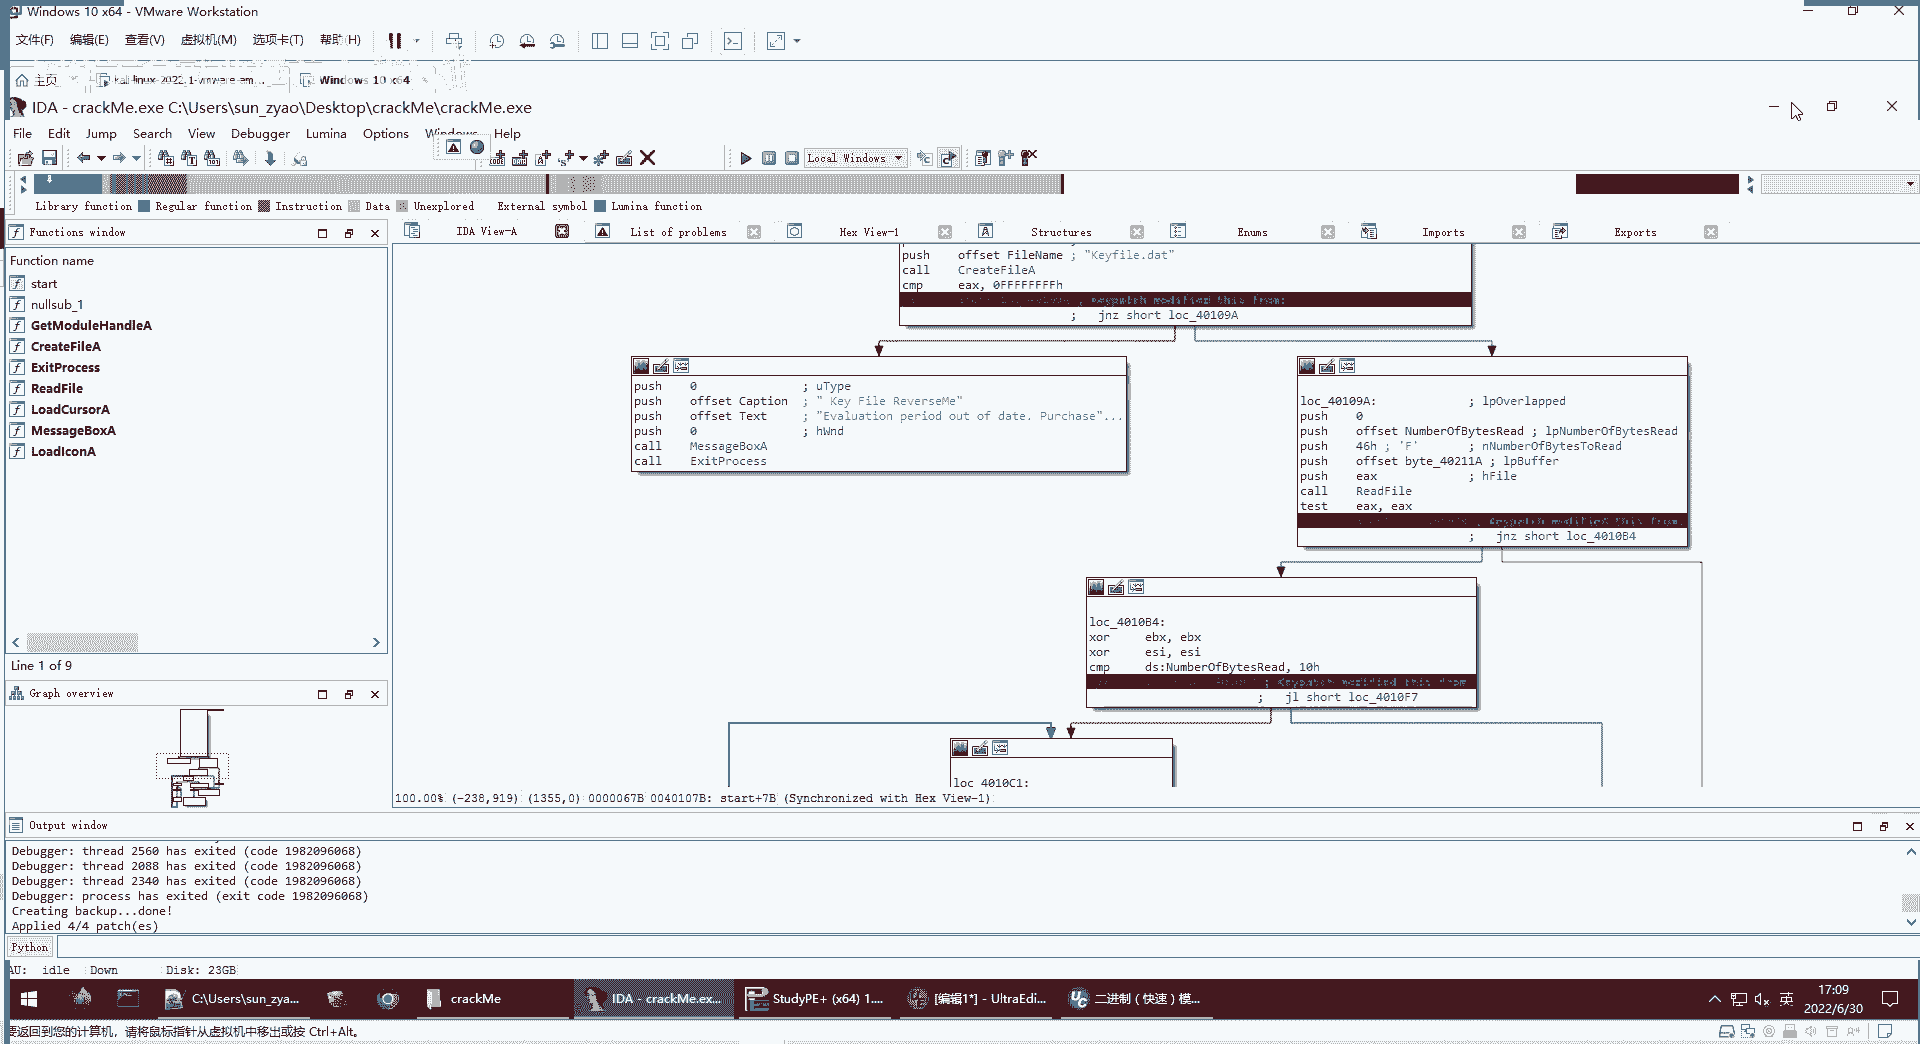 Windows 10 x64 - VMware Workstation
文件(F) 编辑(E) 查看(V) 虚拟机(M) 选项卡(T) 帮助(H)
主页 kali-linux-2022.1-vmware-am... Windows 10 x64
IDA - crackMe.exe C:\Users\sun_zyao\Desktop\crackMe\crackMe.exe
File Edit Jump Search View Debugger Lumina Options Windows Help
Local Windows
Library function Regular function Instruction Data Unexplored External symbol Lumina function
Functions window
IDA View-A List of problems Hex View-1 Structures Enums Imports Exports
Function name
start
nullsub_1
GetModuleHandleA
CreateFileA
ExitProcess
ReadFile
LoadCursorA
MessageBoxA
LoadIconA
Line 1 of 9
Graph overview
push offset FileName ; "Keyfile.dat"
call CreateFileA
cmp eax, 0FFFFFFFFh
; Keypatch modified this from:
; jnz short loc_40109A
push 0 ; uType
push offset Caption ; " Key File ReverseMe"
push offset Text ; "Evaluation period out of date. Purchase"...
push 0 ; hWnd
call MessageBoxA
call ExitProcess
loc_40109A: ; lpOverlapped
push 0
push offset NumberOfBytesRead ; lpNumberOfBytesRead
push 46h ; 'F' ; nNumberOfBytesToRead
push offset byte_40211A ; lpBuffer
push eax ; hFile
call ReadFile
test eax, eax
; Keypatch modified this from
; jnz short loc_4010B4
loc_4010B4:
xor ebx, ebx
xor esi, esi
cmp ds:NumberOfBytesRead, 10h
; Keypatch modified this from
; jl short loc_4010F7
loc_4010C1:
100.00% (-238,919) (1355,0) 0000067B 0040107B: start+7B (Synchronized with Hex View-1)
Output window
Debugger: thread 2560 has exited (code 1982096068)
Debugger: thread 2088 has exited (code 1982096068)
Debugger: thread 2340 has exited (code 1982096068)
Debugger: process has exited (exit code 1982096068)
Creating backup...done!
Applied 4/4 patch(es)
Python
AU: idle Down Disk: 23GB
C:\Users\sun_zya... crackMe IDA - crackMe.ex... StudyPE+ (x64) 1.... [编辑1*] - UltraEdi... 二进制（快速）模... 英 17:09
2022/6/30
要返回到您的计算机，请将鼠标指针从虚拟机中移出或按 Ctrl+Alt。